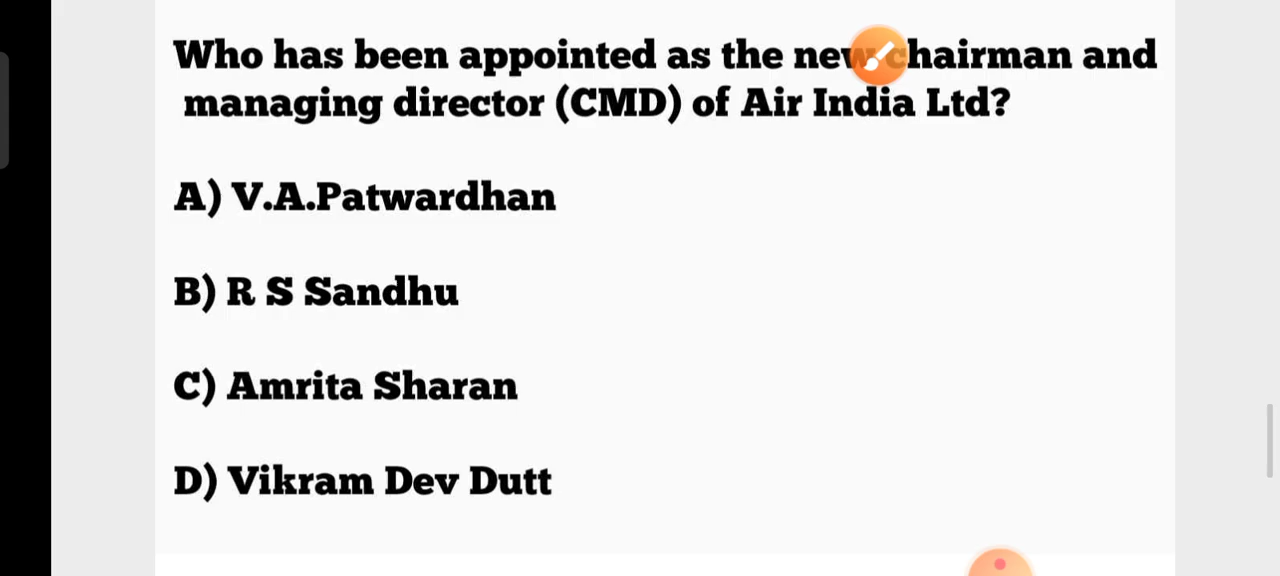 Who has been appointed as the new chairman and
managing director (CMD) of Air India Ltd?
A) V.A.Patwardhan
B) R S Sandhu
C) Amrita Sharan
D) Vikram Dev Dutt